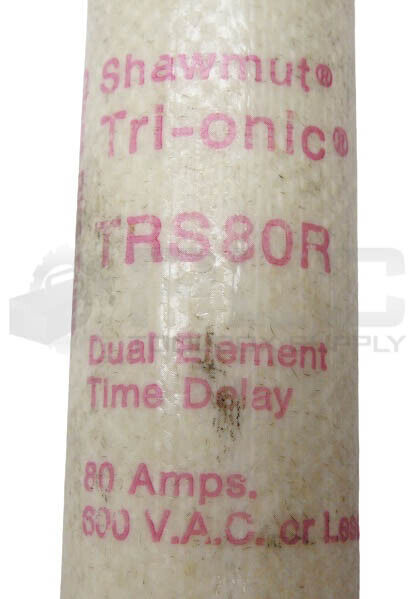 Shawmut®
Tri-onic®
TRS80R
Dual Element
Time Delay
80 Amps.
600 V.A.C. or Less